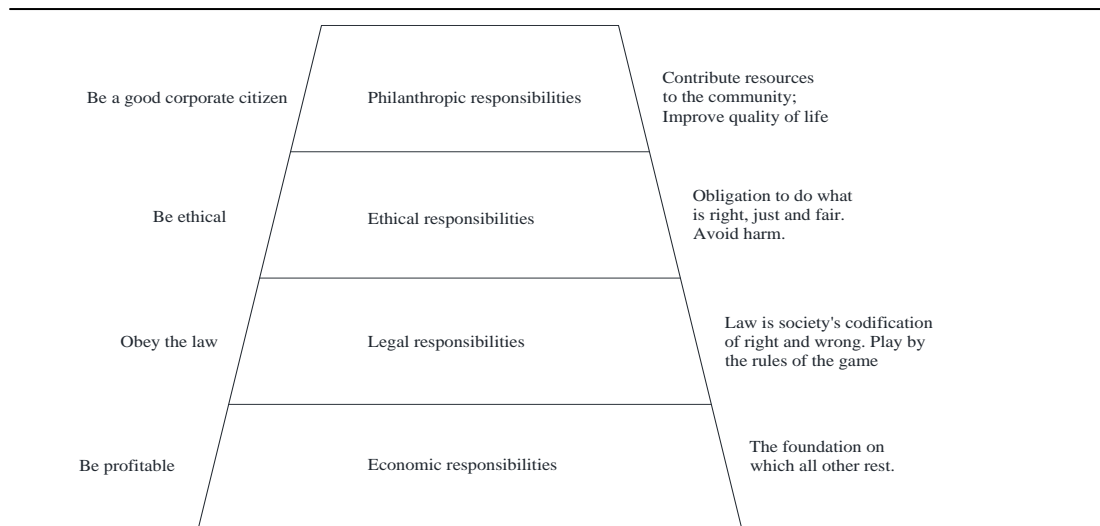 Be a good corporate citizen
Philanthropic responsibilities
Contribute resources
to the community;
Improve quality of life
Be ethical
Ethical responsibilities
Obligation to do what
is right, just and fair.
Avoid harm.
Obey the law
Legal responsibilities
Law is society's codification
of right and wrong. Play by
the rules of the game
Be profitable
Economic responsibilities
The foundation on
which all other rest.